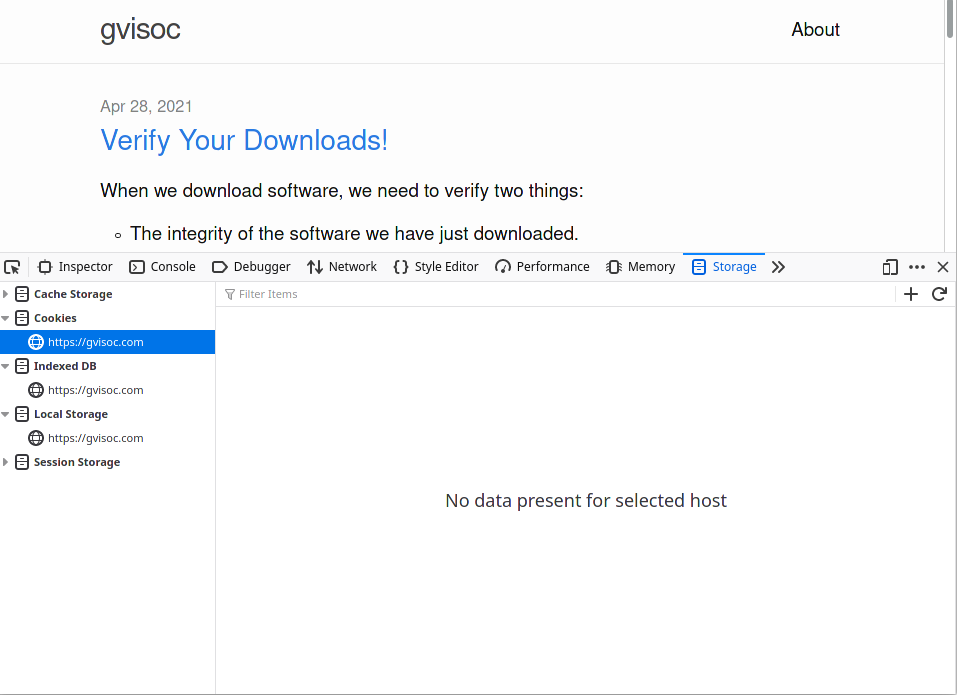 gvisoc
About
Apr 28, 2021
Verify Your Downloads!
When we download software, we need to verify two things:
The integrity of the software we have just downloaded.
Inspector Console Debugger Network Style Editor Performance Memory Storage
Cache Storage
Filter Items
Cookies
https://gvisoc.com
Indexed DB
https://gvisoc.com
Local Storage
https://gvisoc.com
Session Storage
No data present for selected host